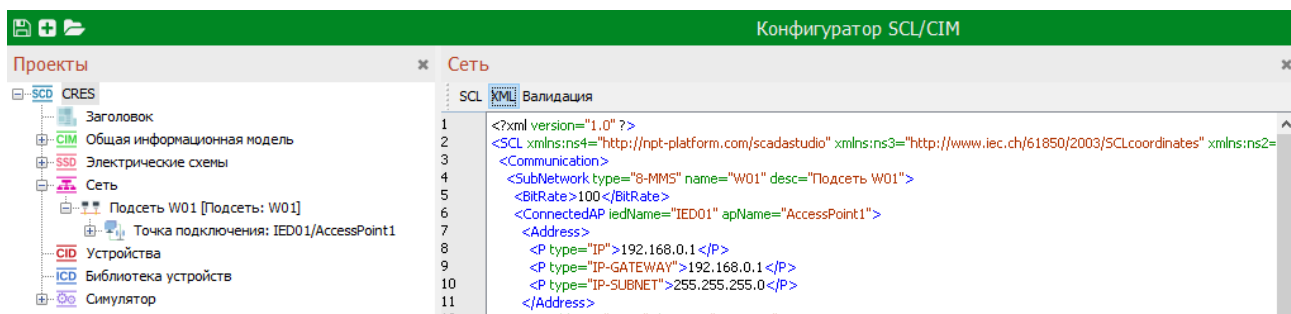 Конфигуратор SCL/CIM
Проекты
SCD CRES
Заголовок
CIM Общая информационная модель
SSD Электрические схемы
Сеть
Подсеть W01 [Подсеть: W01]
Точка подключения: IED01/AccessPoint1
CID Устройства
ICD Библиотека устройств
Симулятор
Сеть
SCL XML Валидация
1 <?xml version="1.0" ?>
2 <SCL xmlns:ns4="http://npt-platform.com/scadastudio" xmlns:ns3="http://www.iec.ch/61850/2003/SCLcoordinates" xmlns:ns2=
3 <Communication>
4 <SubNetwork type="8-MMS" name="W01" desc="Подсеть W01">
5 <BitRate>100</BitRate>
6 <ConnectedAP iedName="IED01" apName="AccessPoint1">
7 <Address>
8 <P type="IP">192.168.0.1</P>
9 <P type="IP-GATEWAY">192.168.0.1</P>
10 <P type="IP-SUBNET">255.255.255.0</P>
11 </Address>